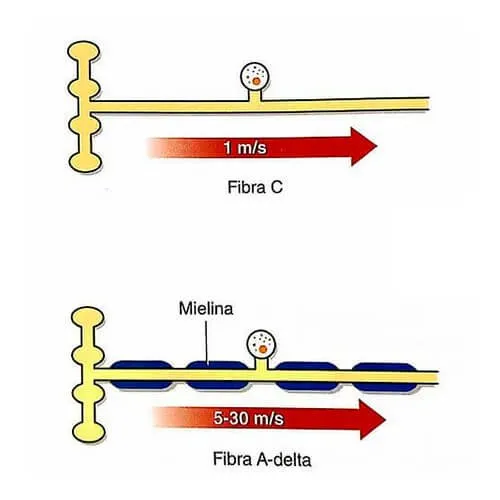 1 m/s
Fibra C
Mielina
5-30 m/s
Fibra A-delta